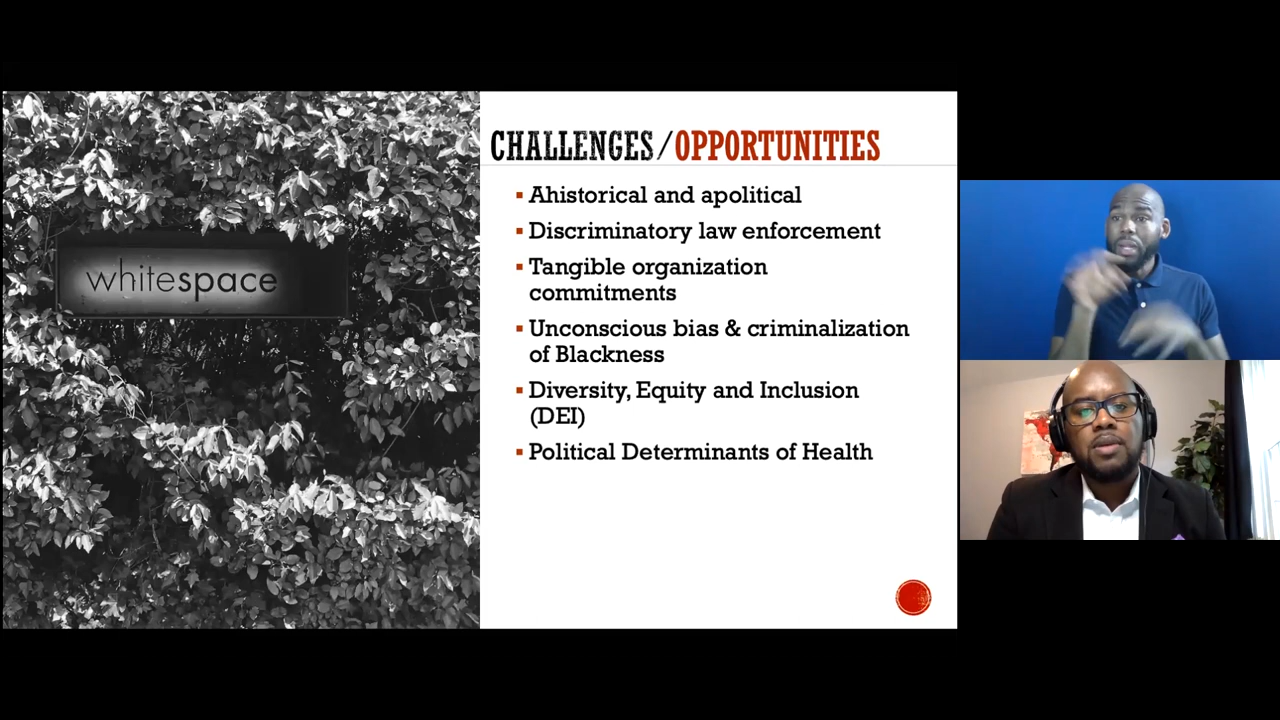 whitespace
CHALLENGES/OPPORTUNITIES
▪ Ahistorical and apolitical
▪ Discriminatory law enforcement
▪ Tangible organization
commitments
▪ Unconscious bias & criminalization
of Blackness
▪ Diversity, Equity and Inclusion
(DEI)
▪ Political Determinants of Health